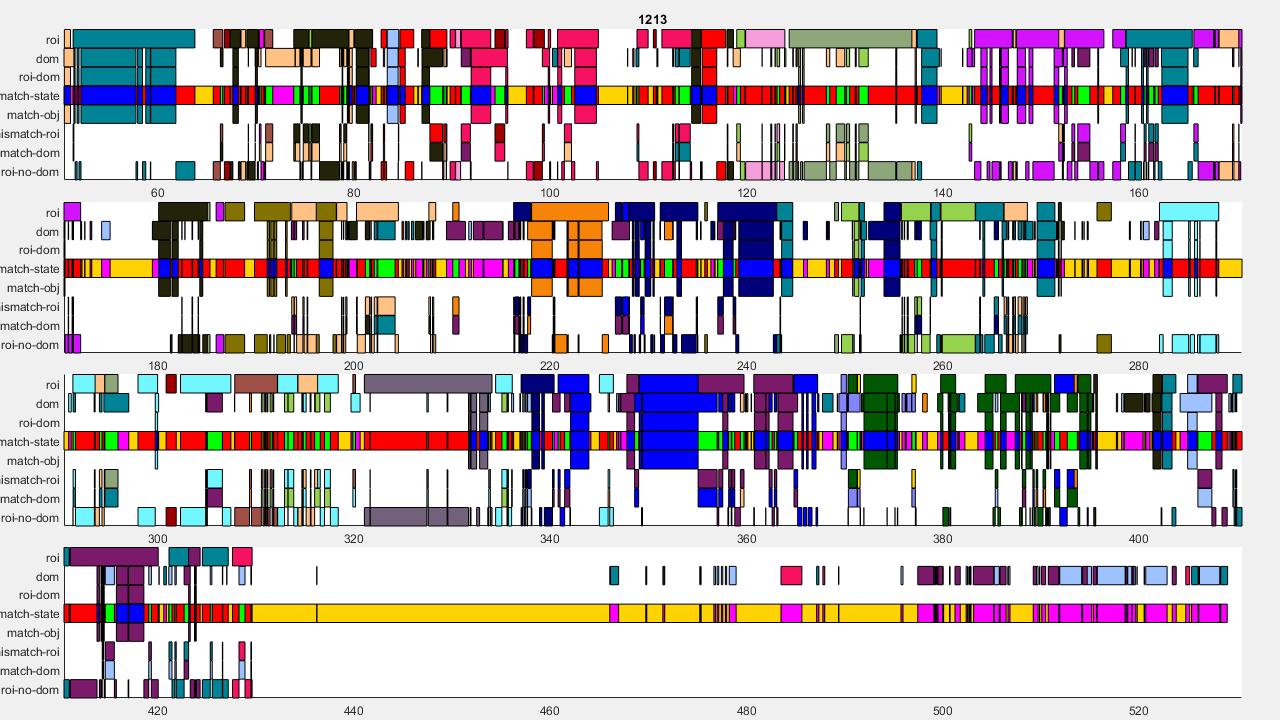 1213
roi
dom
roi-dom
match-state
match-obj
ismatch-roi
match-dom
roi-no-dom
60 80 100 120 140 160
roi
dom
roi-dom
match-state
match-obj
ismatch-roi
match-dom
roi-no-dom
180 200 220 240 260 280
roi
dom
roi-dom
match-state
match-obj
ismatch-roi
match-dom
roi-no-dom
300 320 340 360 380 400
roi
dom
roi-dom
match-state
match-obj
ismatch-roi
match-dom
roi-no-dom
420 440 460 480 500 520